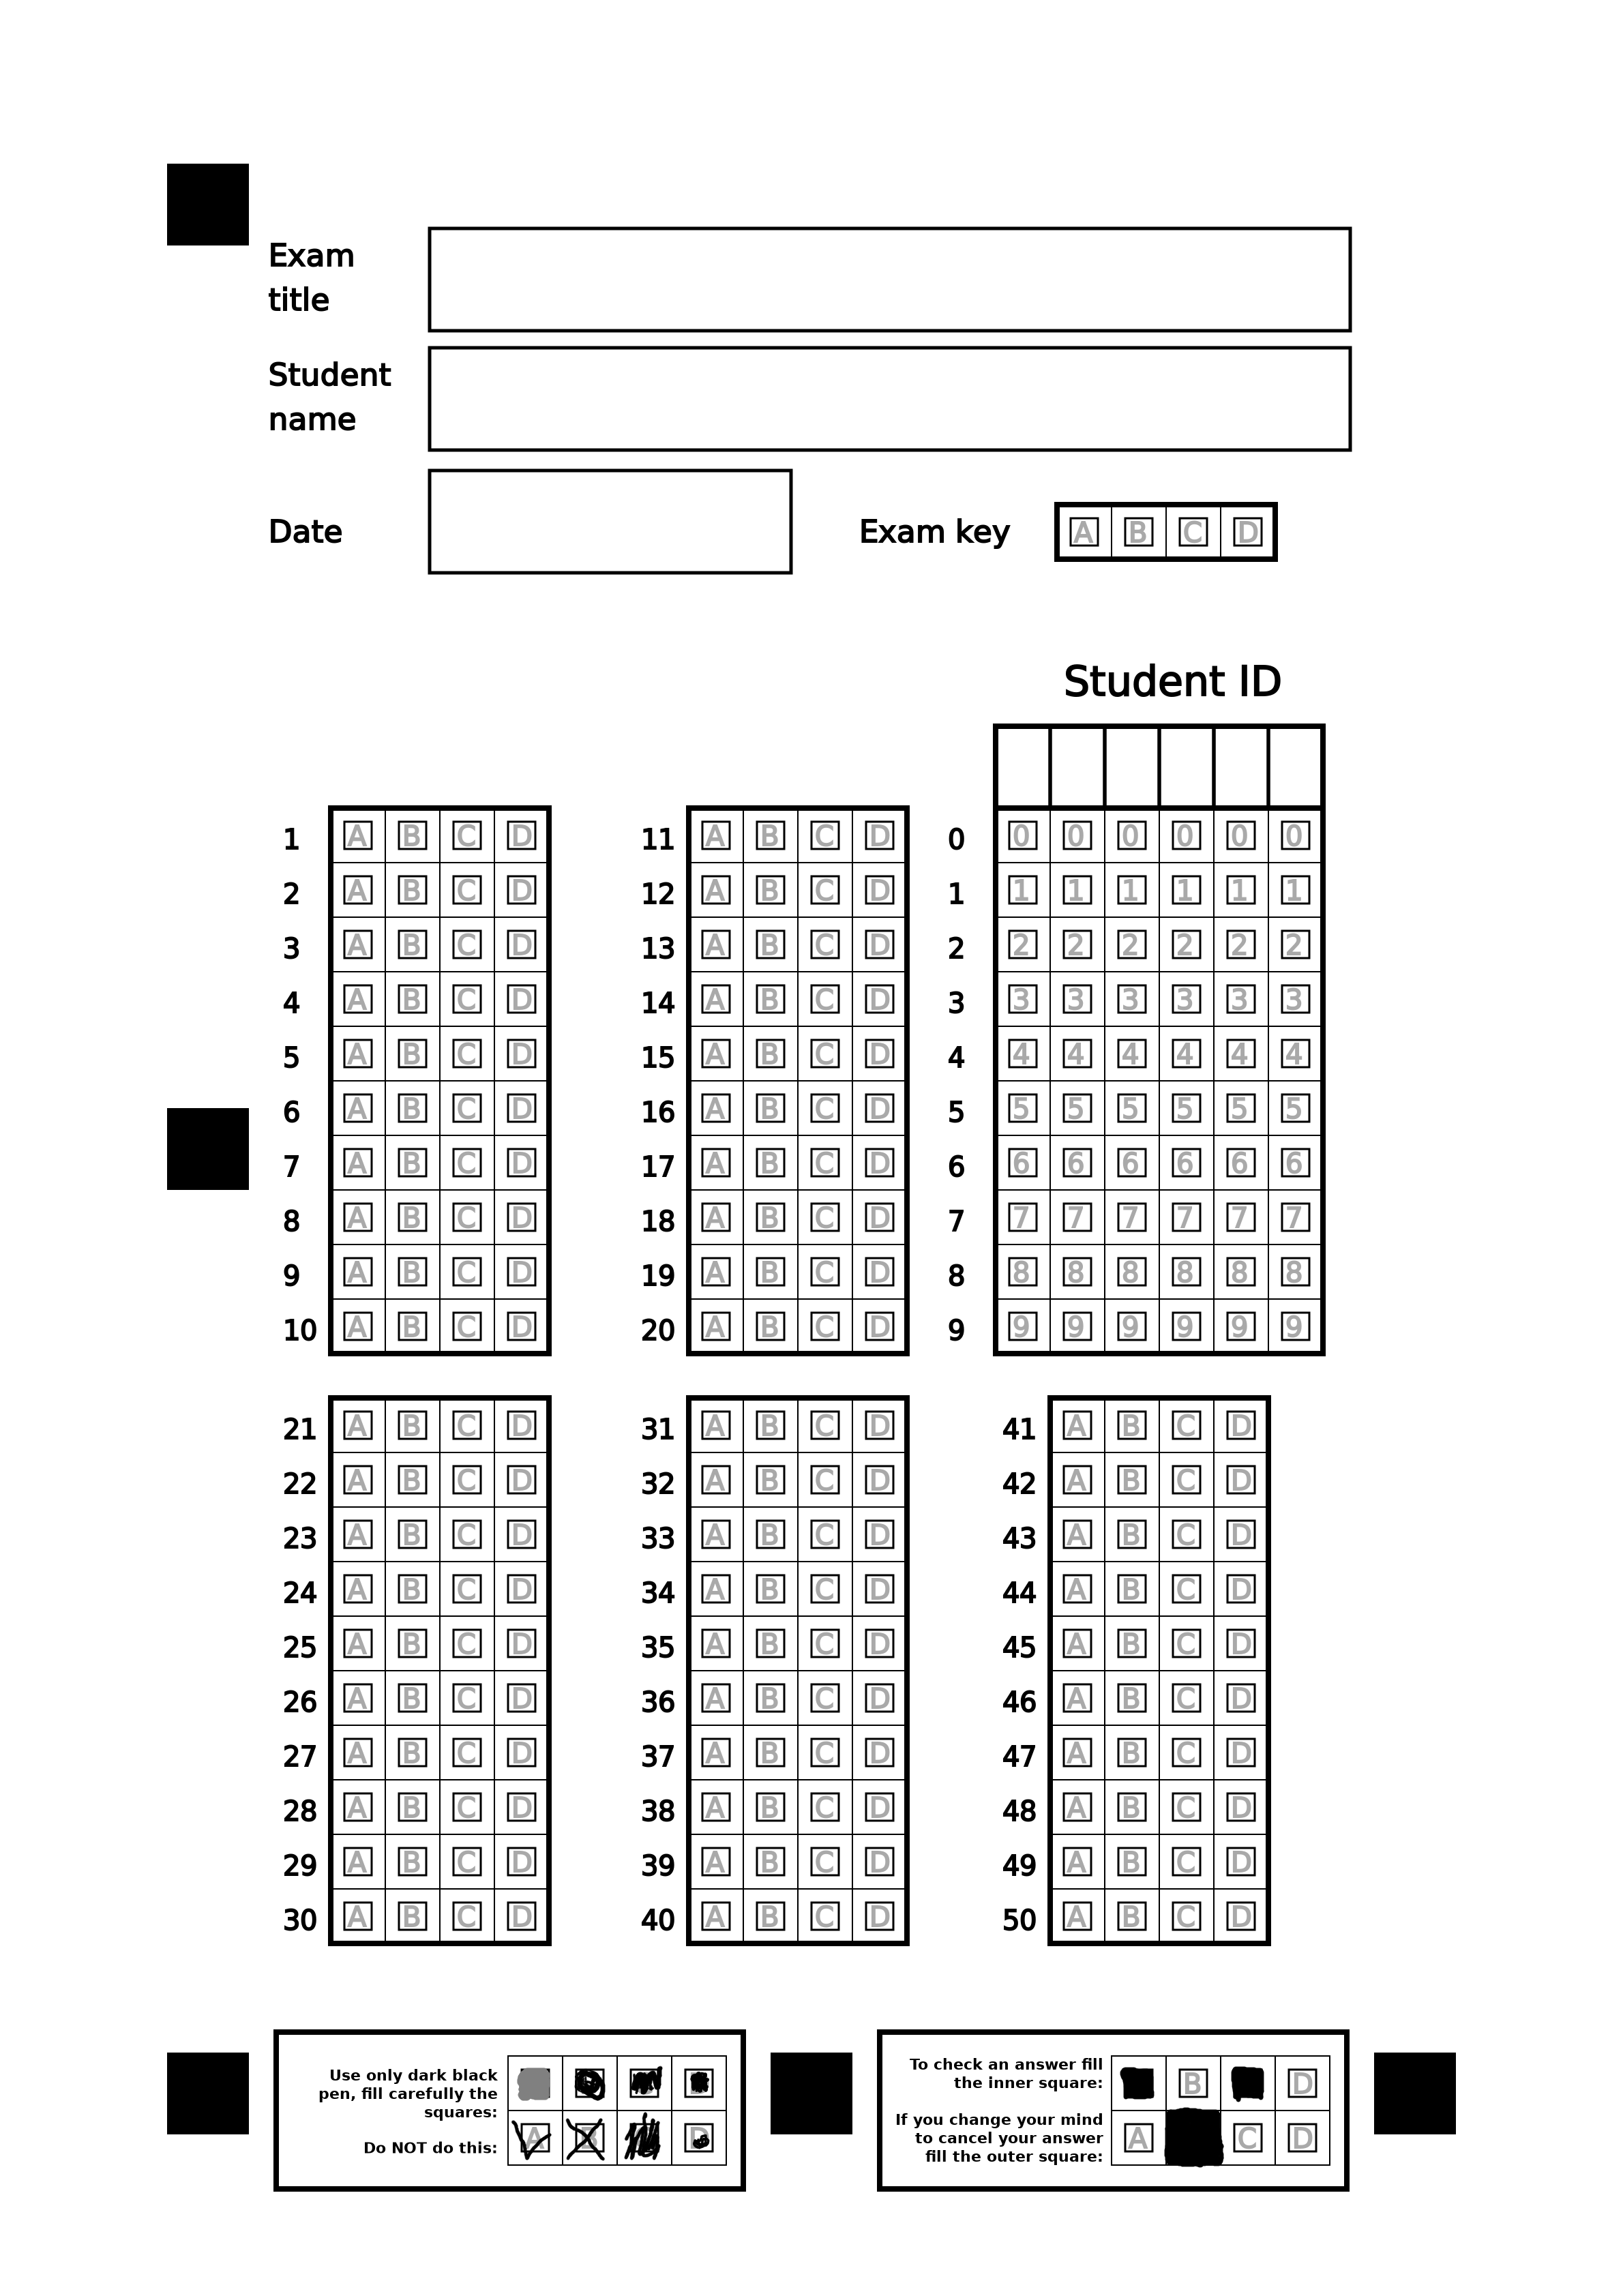 Exam
title
Student
name
Date
Exam key
A B C D
Student ID
1 A B C D
2 A B C D
3 A B C D
4 A B C D
5 A B C D
6 A B C D
7 A B C D
8 A B C D
9 A B C D
10 A B C D
11 A B C D
12 A B C D
13 A B C D
14 A B C D
15 A B C D
16 A B C D
17 A B C D
18 A B C D
19 A B C D
20 A B C D
0 0 0 0 0 0 0
1 1 1 1 1 1 1
2 2 2 2 2 2 2
3 3 3 3 3 3 3
4 4 4 4 4 4 4
5 5 5 5 5 5 5
6 6 6 6 6 6 6
7 7 7 7 7 7 7
8 8 8 8 8 8 8
9 9 9 9 9 9 9
21 A B C D
22 A B C D
23 A B C D
24 A B C D
25 A B C D
26 A B C D
27 A B C D
28 A B C D
29 A B C D
30 A B C D
31 A B C D
32 A B C D
33 A B C D
34 A B C D
35 A B C D
36 A B C D
37 A B C D
38 A B C D
39 A B C D
40 A B C D
41 A B C D
42 A B C D
43 A B C D
44 A B C D
45 A B C D
46 A B C D
47 A B C D
48 A B C D
49 A B C D
50 A B C D
Use only dark black
pen, fill carefully the
squares:
Do NOT do this:
A B D
To check an answer fill
the inner square:
B D
If you change your mind
to cancel your answer
fill the outer square:
A C D